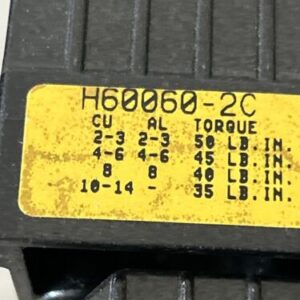 H60060-2C
CU AL TORQUE
2-3 2-3 50 LB.IN.
4-6 4-6 45 LB.IN.
8 8 40 LB.IN.
10-14 - 35 LB.IN.